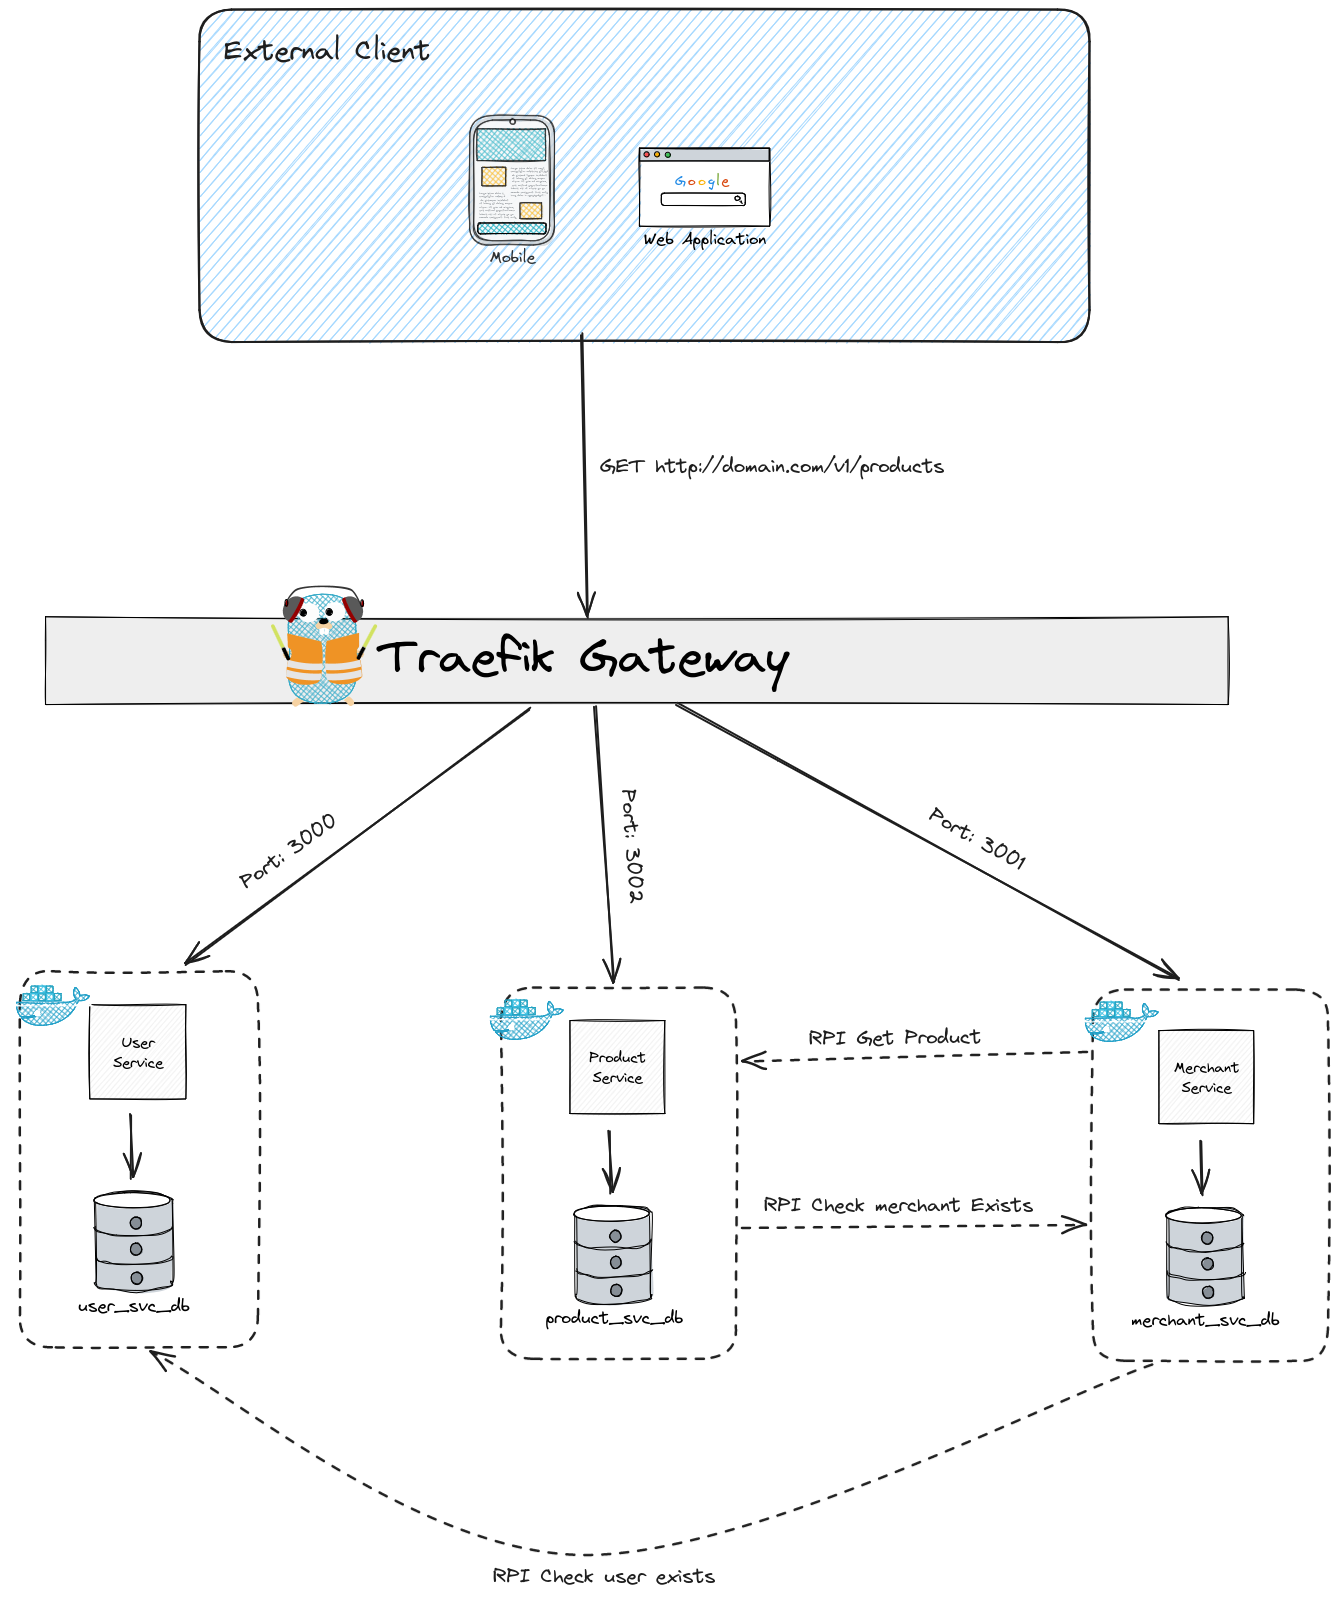 External Client
Google
Mobile
Web Application
GET http://domain.com/v1/products
Traefik Gateway
Port: 3000
Port: 3002
Port: 3001
User
Service
user_svc_db
Product
Service
product_svc_db
RPI Get Product
RPI Check merchant Exists
Merchant
Service
merchant_svc_db
RPI Check user exists